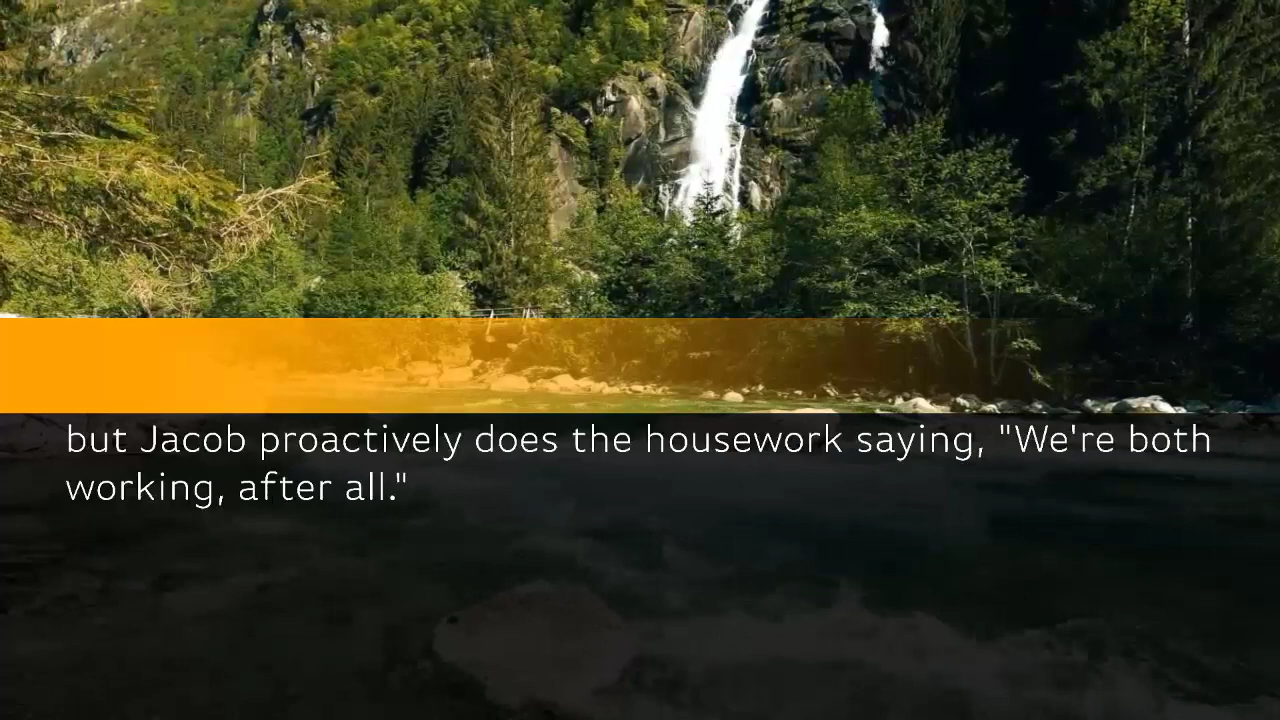 but Jacob proactively does the housework saying, "We're both
working, after all."